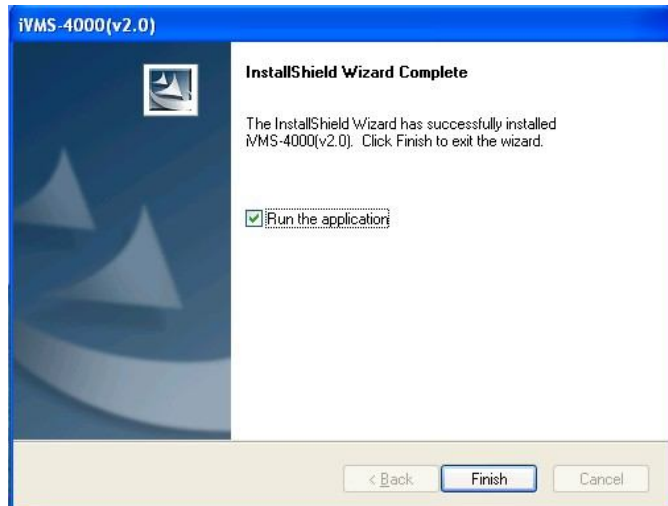 iVMS-4000(v2.0)
InstallShield Wizard Complete
The InstallShield Wizard has successfully installed
iVMS-4000(v2.0). Click Finish to exit the wizard.
Run the application
< Back
Finish
Cancel